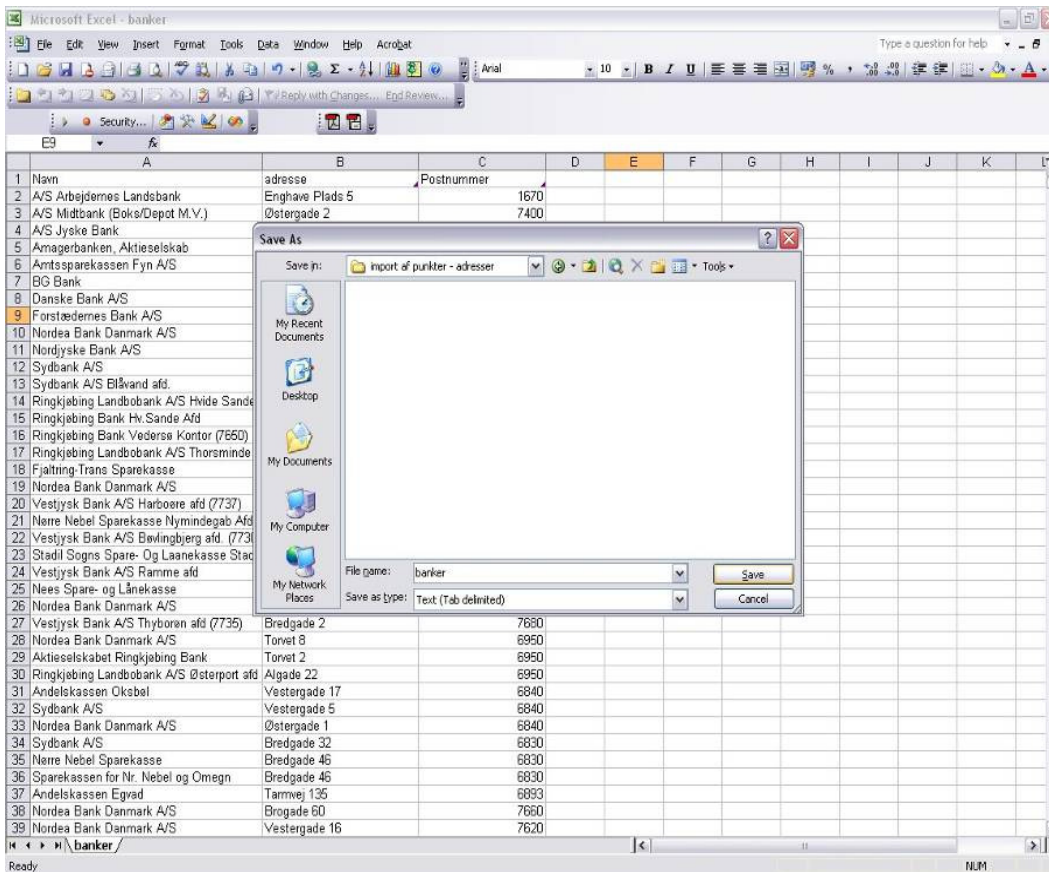 Microsoft Excel - banker
File Edit View Insert Format Tools Data Window Help Acrobat Type a question for help
Arial 10 B I U %
Reply with Changes... End Review...
Security...
E9 fx
A B C D E F G H I J K
1 Navn adresse Postnummer
2 A/S Arbejdernes Landsbank Enghave Plads 5 1670
3 A/S Midtbank (Boks/Depot M.V.) Østergade 2 7400
4 A/S Jyske Bank
5 Amagerbanken, Aktieselskab
6 Amtssparekassen Fyn A/S
7 BG Bank
8 Danske Bank A/S
9 Forstædernes Bank A/S
10 Nordea Bank Danmark A/S
11 Nordjyske Bank A/S
12 Sydbank A/S
13 Sydbank A/S Blåvand afd.
14 Ringkjøbing Landbobank A/S Hvide Sande
15 Ringkjøbing Bank Hv.Sande Afd
16 Ringkjøbing Bank Vedersø Kontor (7650)
17 Ringkjøbing Landbobank A/S Thorsminde
18 Fjaltring-Trans Sparekasse
19 Nordea Bank Danmark A/S
20 Vestjysk Bank A/S Harboøre afd (7737)
21 Nørre Nebel Sparekasse Nymindegab Afd
22 Vestjysk Bank A/S Bøvlingbjerg afd.
23 Stadil Sogns Spare- Og Laanekasse
24 Vestjysk Bank A/S Ramme afd
25 Nees Spare- og Lånekasse
26 Nordea Bank Danmark A/S
27 Vestjysk Bank A/S Thyborøn afd (7735) Bredgade 2 7680
28 Nordea Bank Danmark A/S Torvet 8 6950
29 Aktieselskabet Ringkjøbing Bank Torvet 2 6950
30 Ringkjøbing Landbobank A/S Østerport afd Algade 22 6950
31 Andelskassen Oksbøl Vestergade 17 6840
32 Sydbank A/S Vestergade 5 6840
33 Nordea Bank Danmark A/S Østergade 1 6840
34 Sydbank A/S Bredgade 32 6830
35 Nørre Nebel Sparekasse Bredgade 46 6830
36 Sparekassen for Nr. Nebel og Omegn Bredgade 46 6830
37 Andelskassen Egvad Tarmvej 135 6893
38 Nordea Bank Danmark A/S Brogade 60 7660
39 Nordea Bank Danmark A/S Vestergade 16 7620
banker
Ready NUM
Save As
Save in: import af punkter - adresser Tools
My Recent
Documents
Desktop
My Documents
My Computer
My Network
Places
File name: banker Save
Save as type: Text (Tab delimited) Cancel